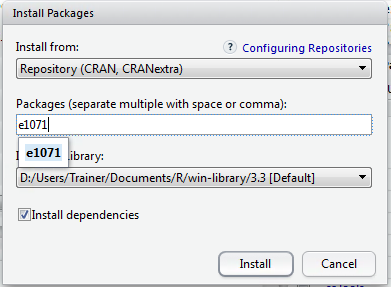 Install Packages
Install from:
? Configuring Repositories
Repository (CRAN, CRANextra)
Packages (separate multiple with space or comma):
e1071
e1071
Library:
D:/Users/Trainer/Documents/R/win-library/3.3 [Default]
Install dependencies
Install
Cancel